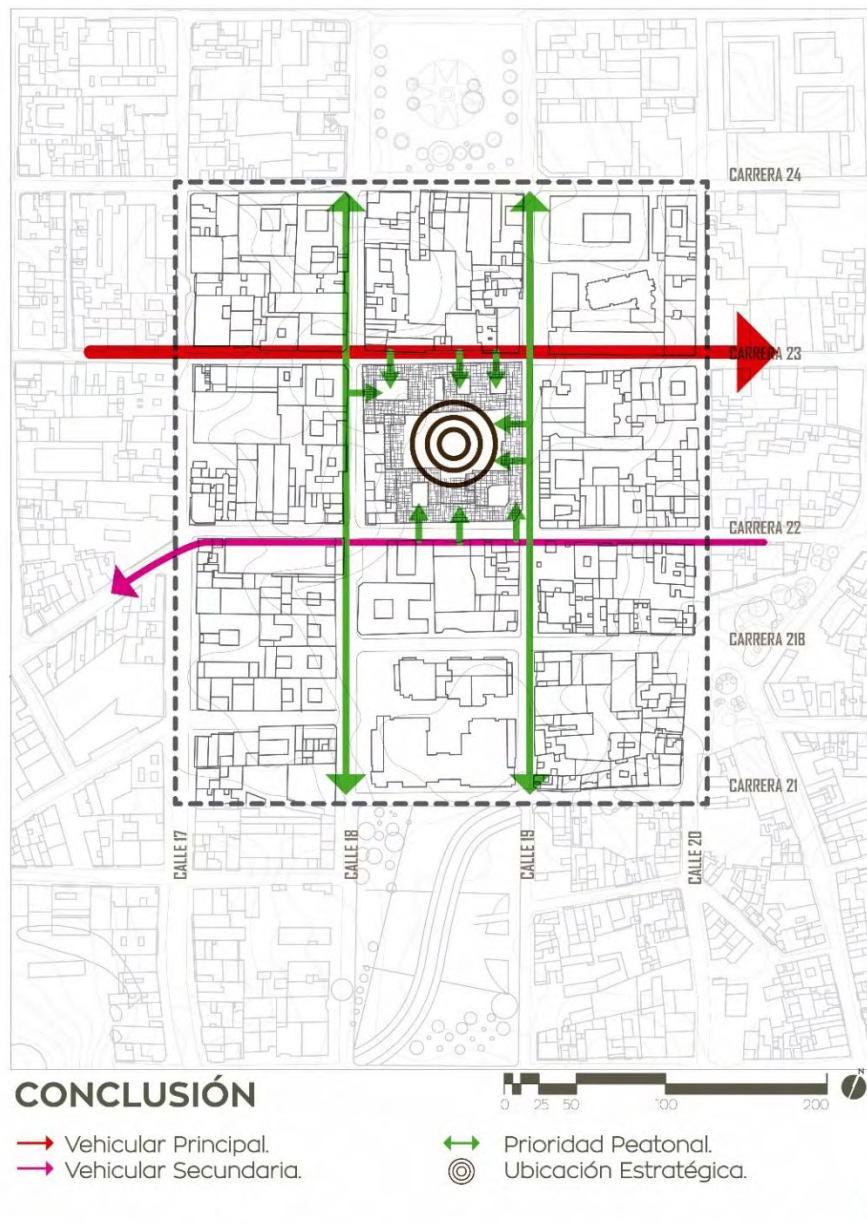 CARRERA 24
CARRERA 23
CARRERA 22
CARRERA 21B
CARRERA 21
CALLE 17
CALLE 18
CALLE 19
CALLE 20
CONCLUSIÓN
0 25 50 100 200
N
Vehicular Principal.
Vehicular Secundaria.
Prioridad Peatonal.
Ubicación Estratégica.